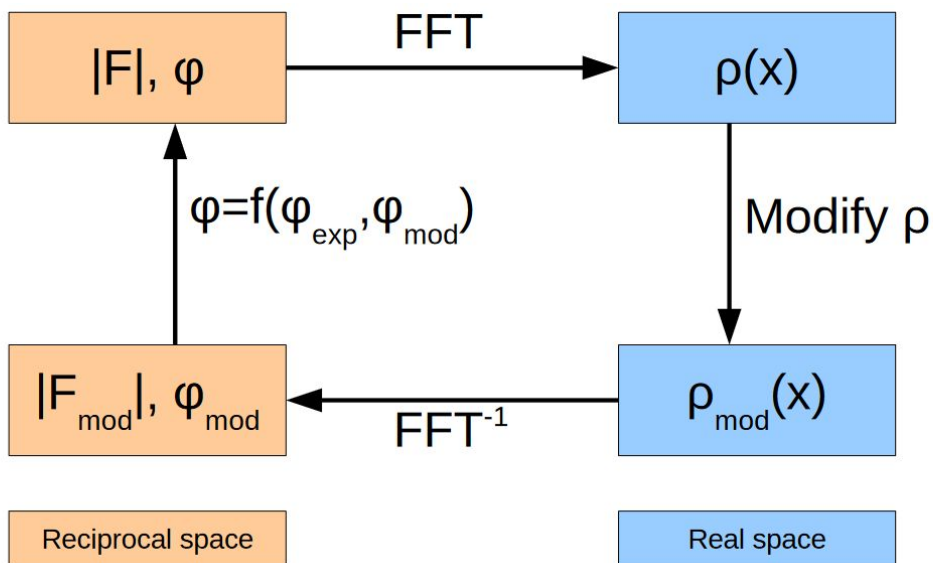 FFT
|F|, φ
ρ(x)
φ=f(φexp,φmod)
Modify ρ
|Fmod|, φmod
ρmod(x)
FFT-1
Reciprocal space
Real space